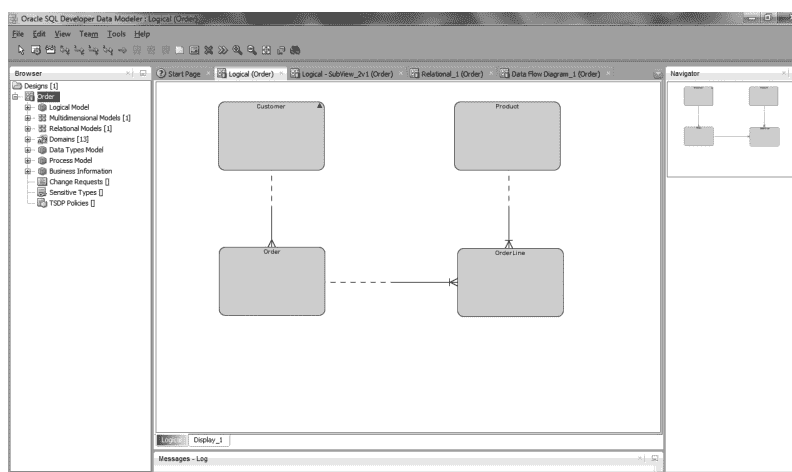 Oracle SQL Developer Data Modeler : Logical (Order)
File Edit View Team Tools Help
Browser
Start Page
Logical (Order)
Logical - SubView_2v1 (Order)
Relational_1 (Order)
Data Flow Diagram_1 (Order)
Navigator
Designs [1]
Order
Logical Model
Multidimensional Models [1]
Relational Models [1]
Domains [13]
Data Types Model
Process Model
Business Information
Change Requests []
Sensitive Types []
TSDP Policies []
Customer
Product
Order
OrderLine
Logical
Display_1
Messages - Log